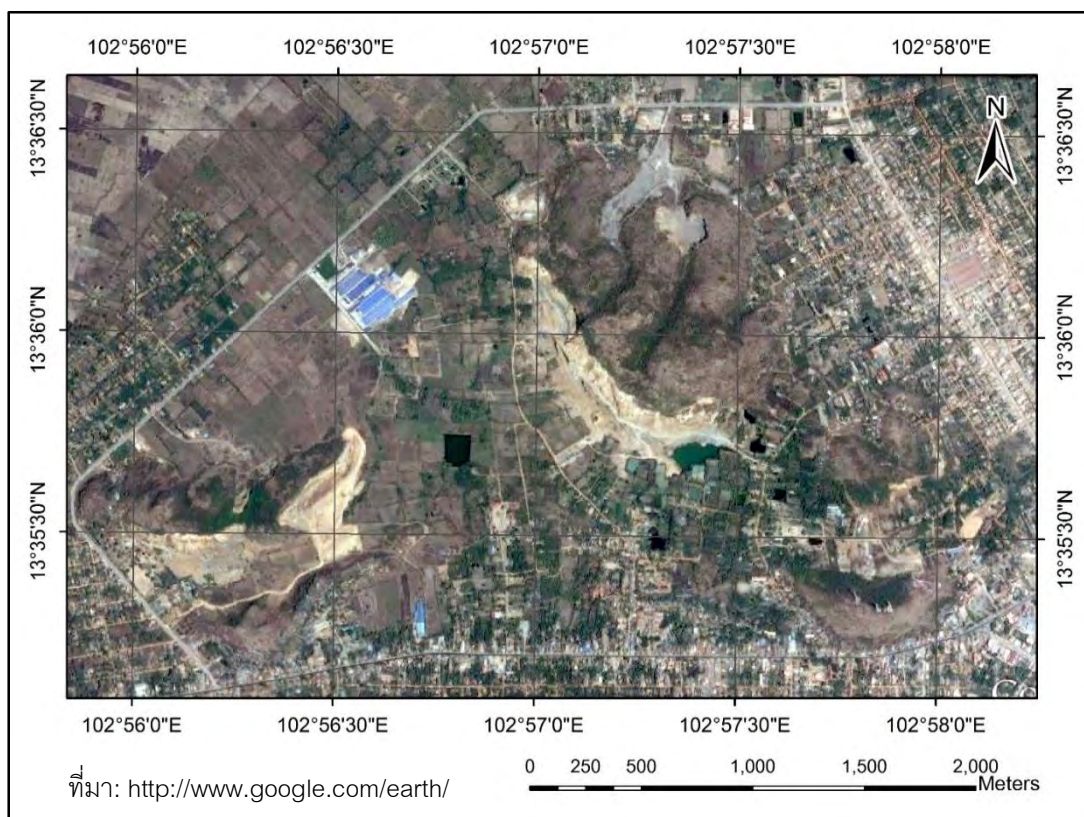 102°56'0"E 102°56'30"E 102°57'0"E 102°57'30"E 102°58'0"E
N
13°36'30"N 13°36'30"N
13°36'0"N 13°36'0"N
13°35'30"N 13°35'30"N
102°56'0"E 102°56'30"E 102°57'0"E 102°57'30"E 102°58'0"E
ที่มา: http://www.google.com/earth/
0 250 500 1,000 1,500 2,000
Meters